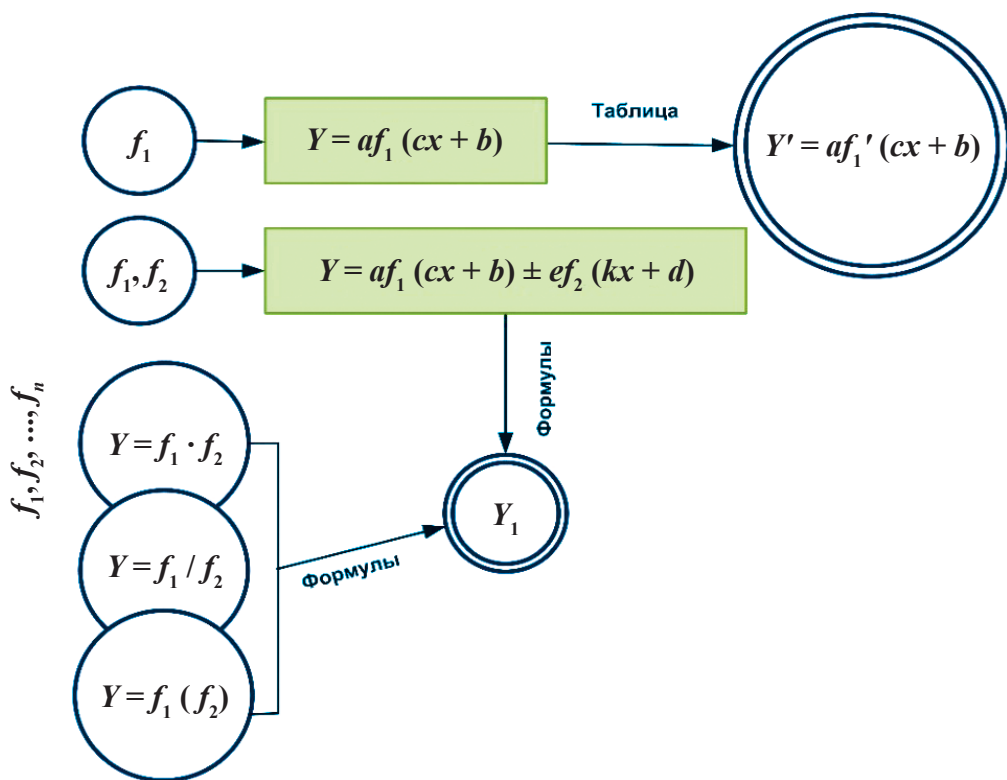 f₁
Y = af₁ (cx + b)
Таблица
Y′ = af₁′ (cx + b)
f₁, f₂
Y = af₁ (cx + b) ± ef₂ (kx + d)
Формулы
f₁, f₂, ..., fₙ
Y = f₁ · f₂
Y = f₁ / f₂
Y = f₁ (f₂)
Формулы
Y₁